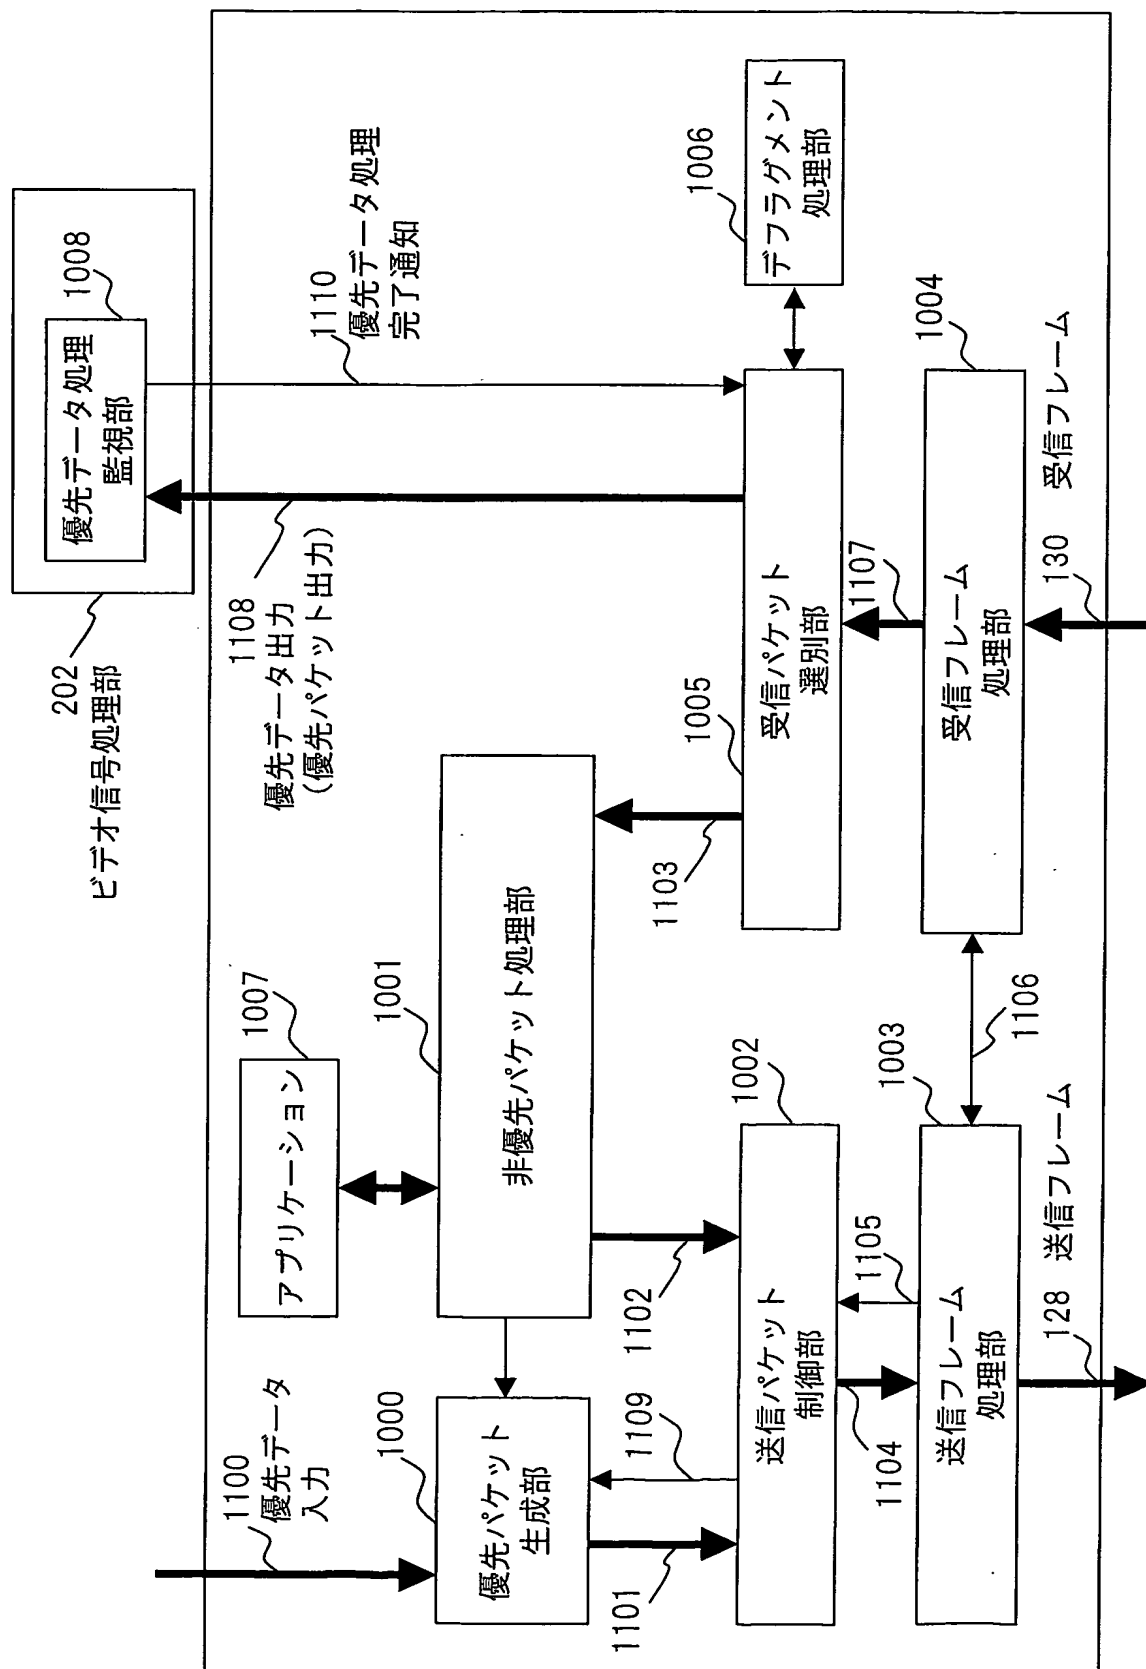 202
ビデオ信号処理部
優先データ処理
監視部
1008
1100
優先データ
入力
アプリケーション
1007
1108
優先データ出力
(優先パケット出力)
1110
優先データ処理
完了通知
1000
優先パケット
生成部
1001
非優先パケット処理部
1101
1109
1102
1103
1002
送信パケット
制御部
1005
受信パケット
選別部
1006
デフラグメント
処理部
1104
1105
1107
1003
送信フレーム
処理部
1106
1004
受信フレーム
処理部
128 送信フレーム
130 受信フレーム